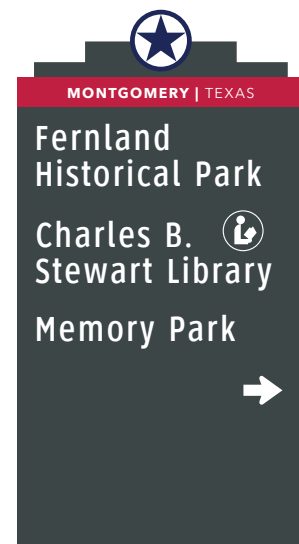 MONTGOMERY | TEXAS
Fernland
Historical Park
Charles B.
Stewart Library
Memory Park